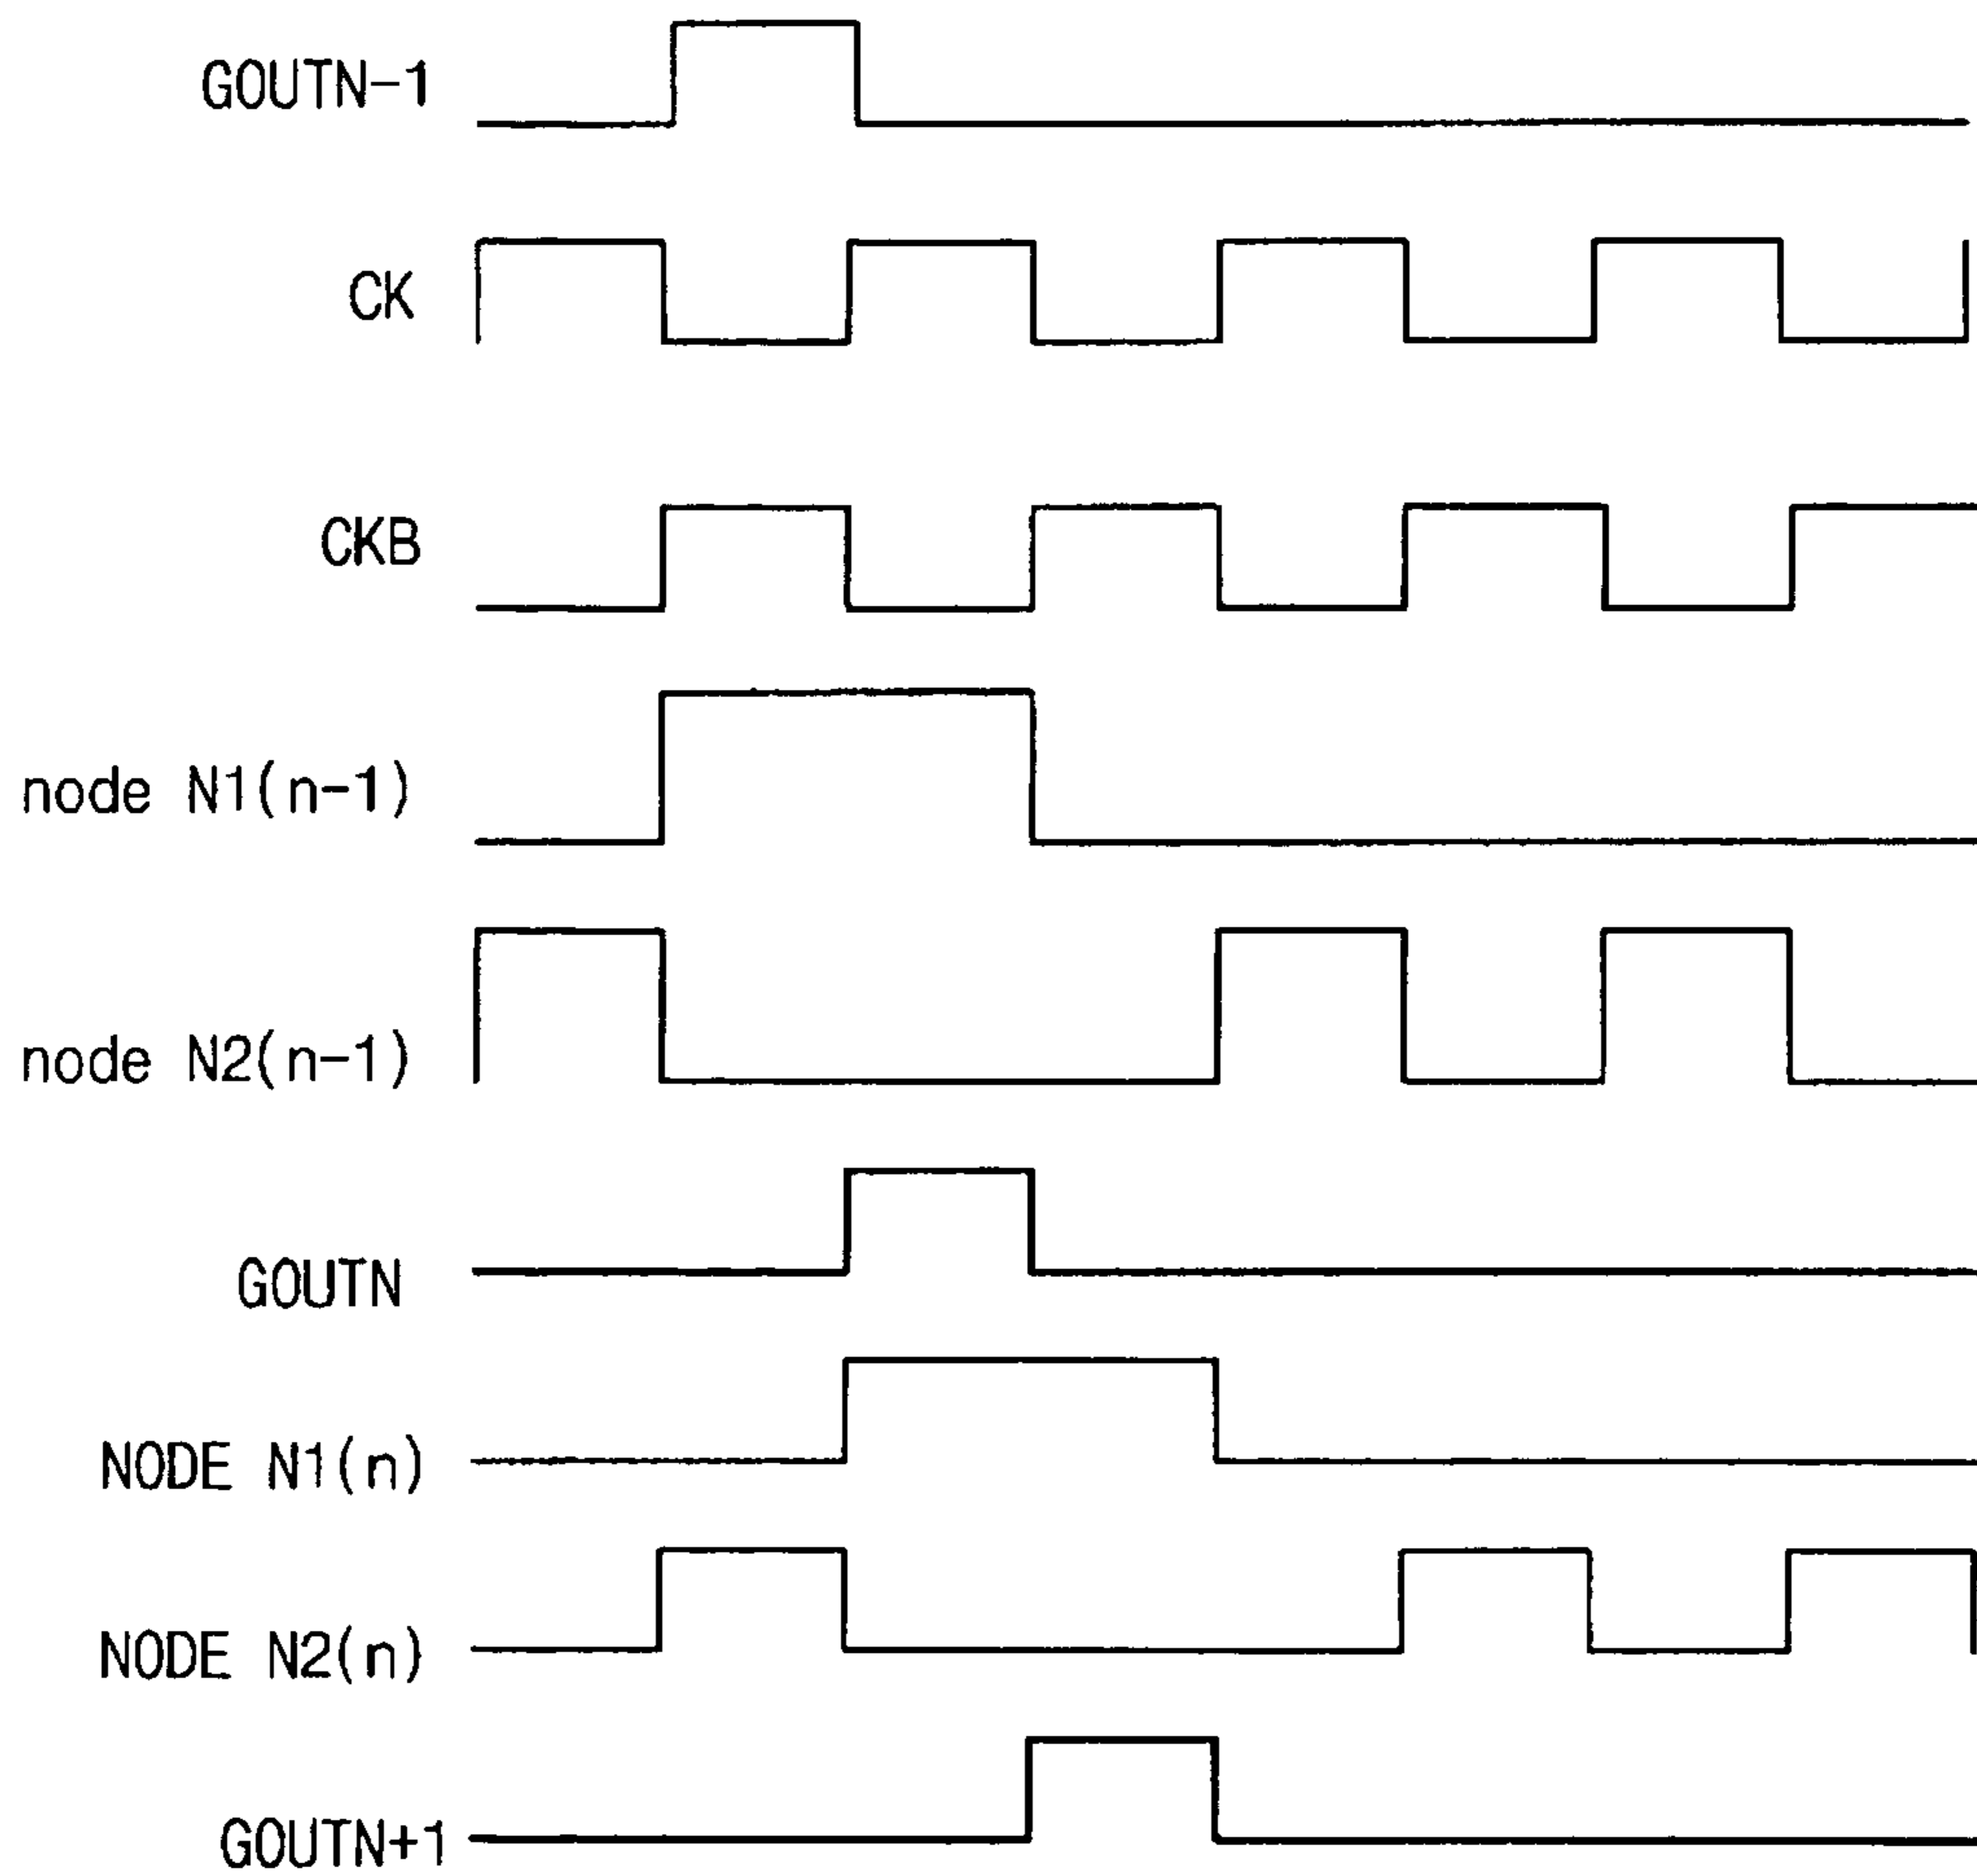 GOUTN-1
CK
CKB
node N1(n-1)
node N2(n-1)
GOUTN
NODE N1(n)
NODE N2(n)
GOUTN+1